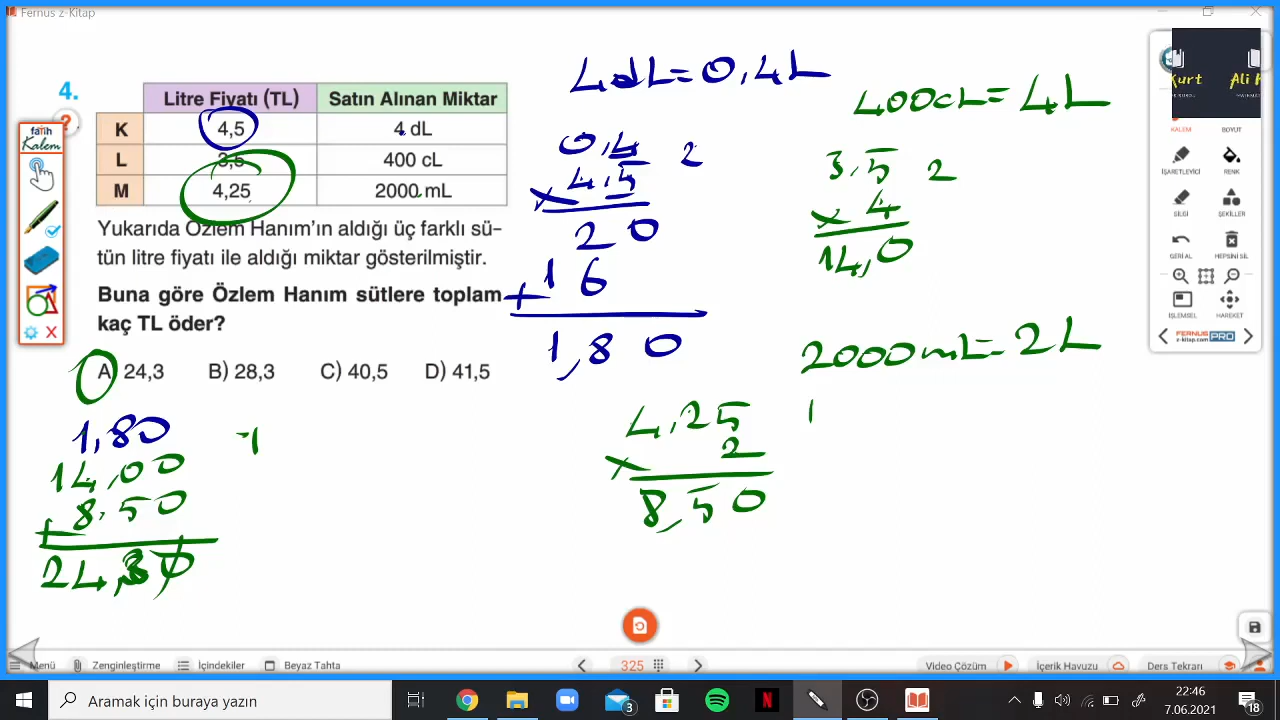 Fernus z-Kitap
4.
?
Litre Fiyatı (TL) Satın Alınan Miktar
K 4,5 4 dL
L 3,5 400 cL
M 4,25 2000 mL
Yukarıda Özlem Hanım'ın aldığı üç farklı sü-
tün litre fiyatı ile aldığı miktar gösterilmiştir.
Buna göre Özlem Hanım sütlere toplam
kaç TL öder?
A) 24,3 B) 28,3 C) 40,5 D) 41,5
1,80
14,00
+ 8,50
24,30
4dL=0,4L
0,4
x 4,5 2
20
+ 16
1,80
400cL=4L
3,5 2
x 4
14,0
2000mL=2L
4,25
x 2
8,50
fatih
Kalem
urt
Ali
KALEM BOYUT
İŞARETLEYİCİ RENK
SİLGİ ŞEKİLLER
GERİ AL HEPSİNİ SİL
İŞLEMSEL HAREKET
FERNUS
z-kitap.com PRO
Menü Zenginleştirme İçindekiler Beyaz Tahta 325 Video Çözüm İçerik Havuzu Ders Tekrarı
Aramak için buraya yazın
3
22:46
7.06.2021
18